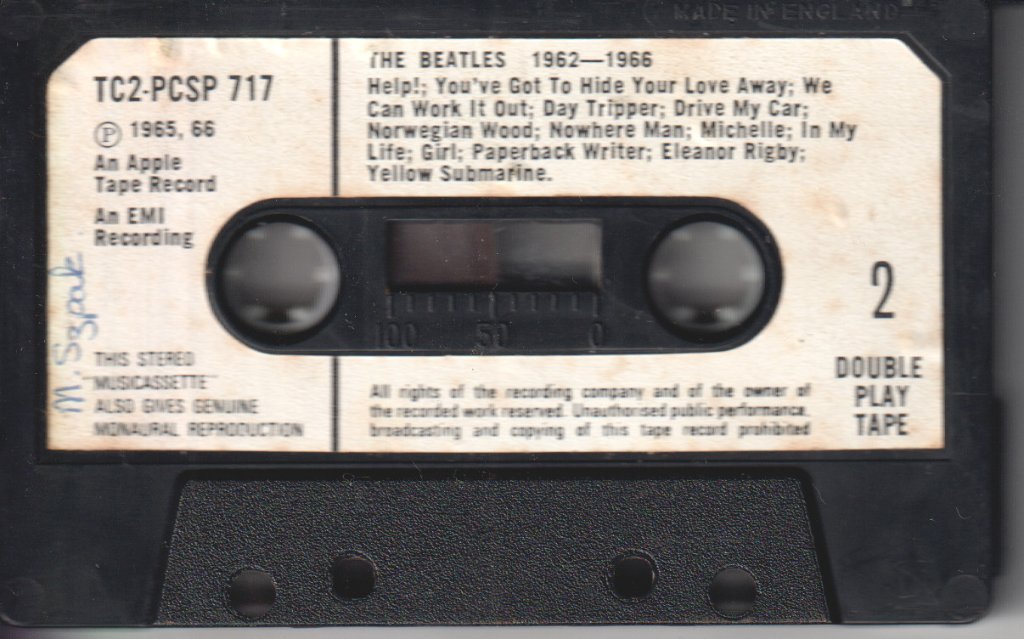 MADE IN ENGLAND
TC2-PCSP 717
Ⓟ 1965, 66
An Apple
Tape Record
An EMI
Recording
M. Szpak
THIS STEREO
"MUSICASSETTE"
ALSO GIVES GENUINE
MONAURAL REPRODUCTION
THE BEATLES 1962—1966
Help!; You've Got To Hide Your Love Away; We
Can Work It Out; Day Tripper; Drive My Car;
Norwegian Wood; Nowhere Man; Michelle; In My
Life; Girl; Paperback Writer; Eleanor Rigby;
Yellow Submarine.
100 50 0
2
DOUBLE
PLAY
TAPE
All rights of the recording company and of the owner of
the recorded work reserved. Unauthorised public performance,
broadcasting and copying of this tape record prohibited